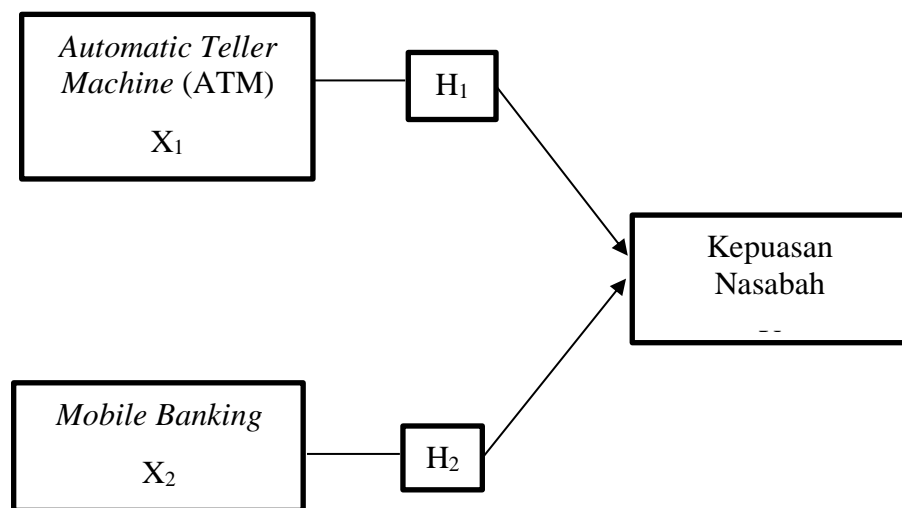 Automatic Teller
Machine (ATM)
X₁
H₁
Kepuasan
Nasabah
Mobile Banking
X₂
H₂